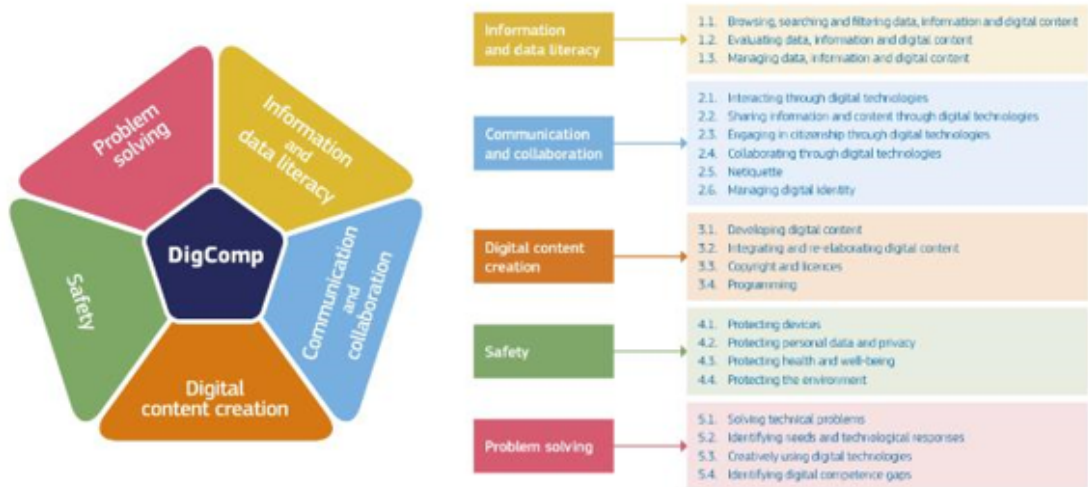 Problem
solving
Information
and
data literacy
DigComp
Safety
Communication
and
collaboration
Digital
content creation
Information
and data literacy
1.1. Browsing, searching and filtering data, information and digital content
1.2. Evaluating data, information and digital content
1.3. Managing data, information and digital content
Communication
and collaboration
2.1. Interacting through digital technologies
2.2. Sharing information and content through digital technologies
2.3. Engaging in citizenship through digital technologies
2.4. Collaborating through digital technologies
2.5. Netiquette
2.6. Managing digital identity
Digital content
creation
3.1. Developing digital content
3.2. Integrating and re-elaborating digital content
3.3. Copyright and licences
3.4. Programming
Safety
4.1. Protecting devices
4.2. Protecting personal data and privacy
4.3. Protecting health and well-being
4.4. Protecting the environment
Problem solving
5.1. Solving technical problems
5.2. Identifying needs and technological responses
5.3. Creatively using digital technologies
5.4. Identifying digital competence gaps